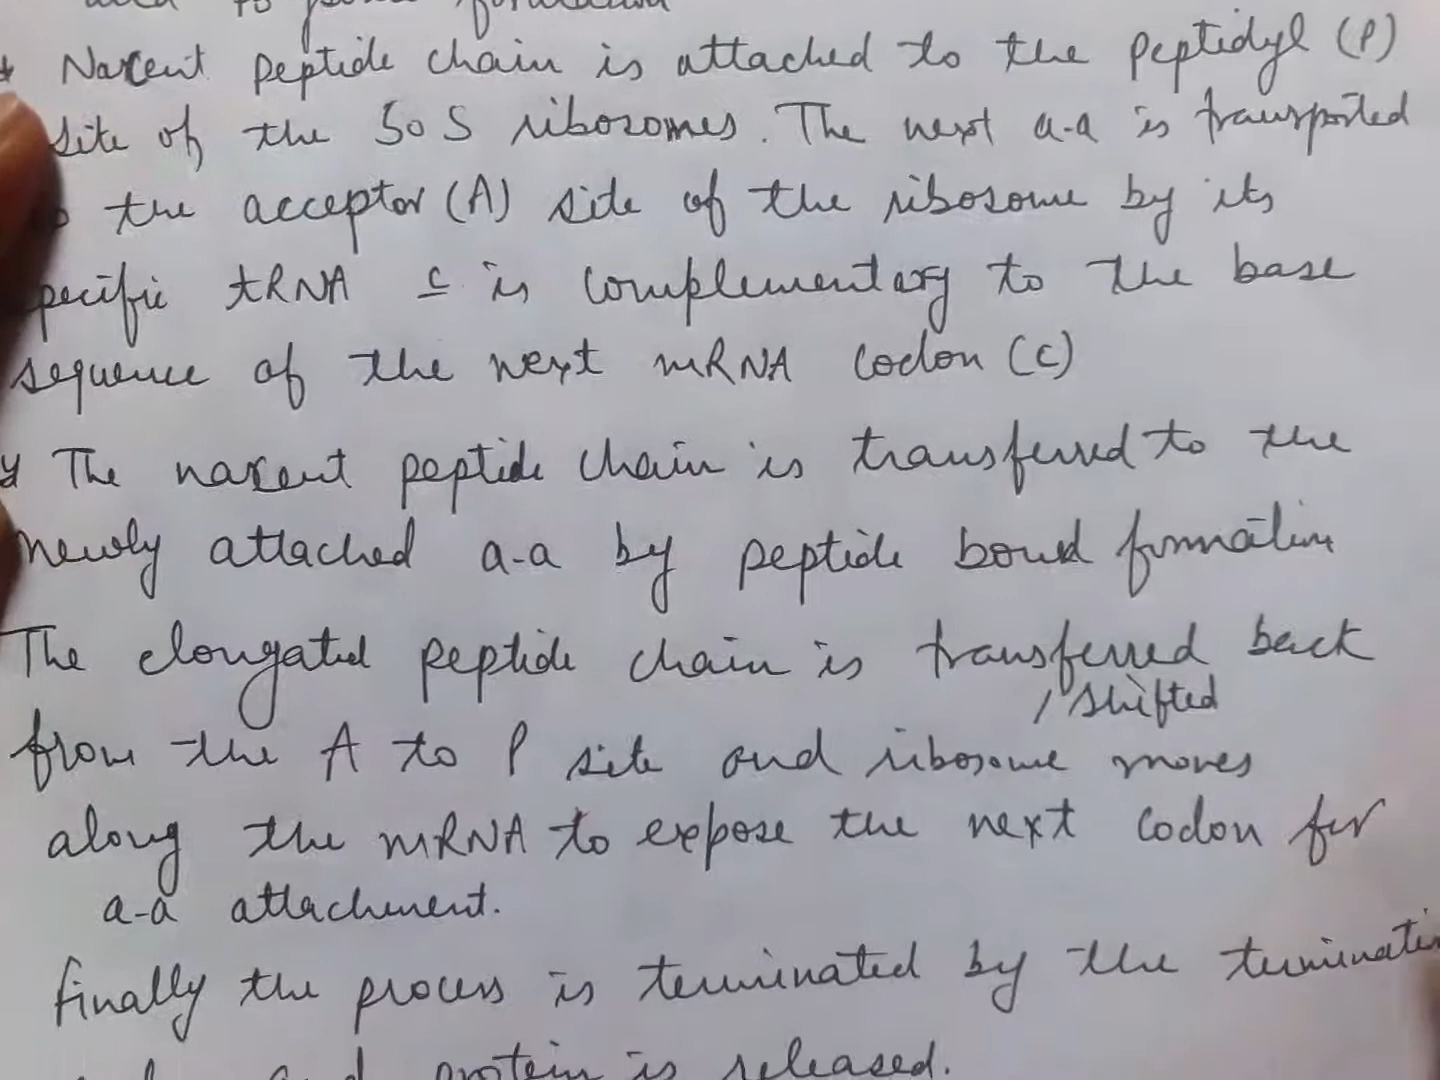 * Nascent peptide chain is attached to the peptidyl (P)
site of the 50 S ribosomes. The next a-a is transported
the acceptor (A) site of the ribosome by its
pecific tRNA c̄ is complementary to the base
sequence of the next mRNA codon (C)
The nascent peptide chain is transferred to the
newly attached a-a by peptide bond formation
The elongated peptide chain is transferred back
/ shifted
from the A to P site and ribosome moves
along the mRNA to expose the next codon for
a-a attachment.
finally the process is terminated by the
protein is released.